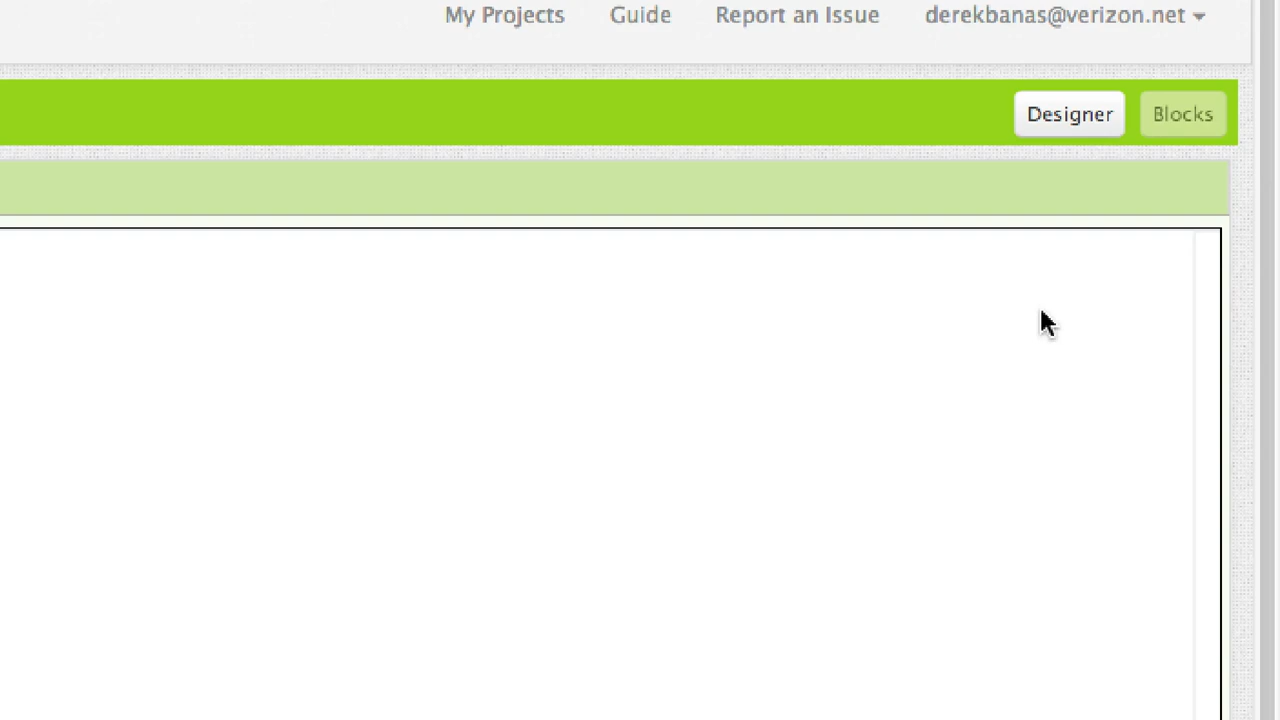 My Projects Guide Report an Issue derekbanas@verizon.net
Designer Blocks